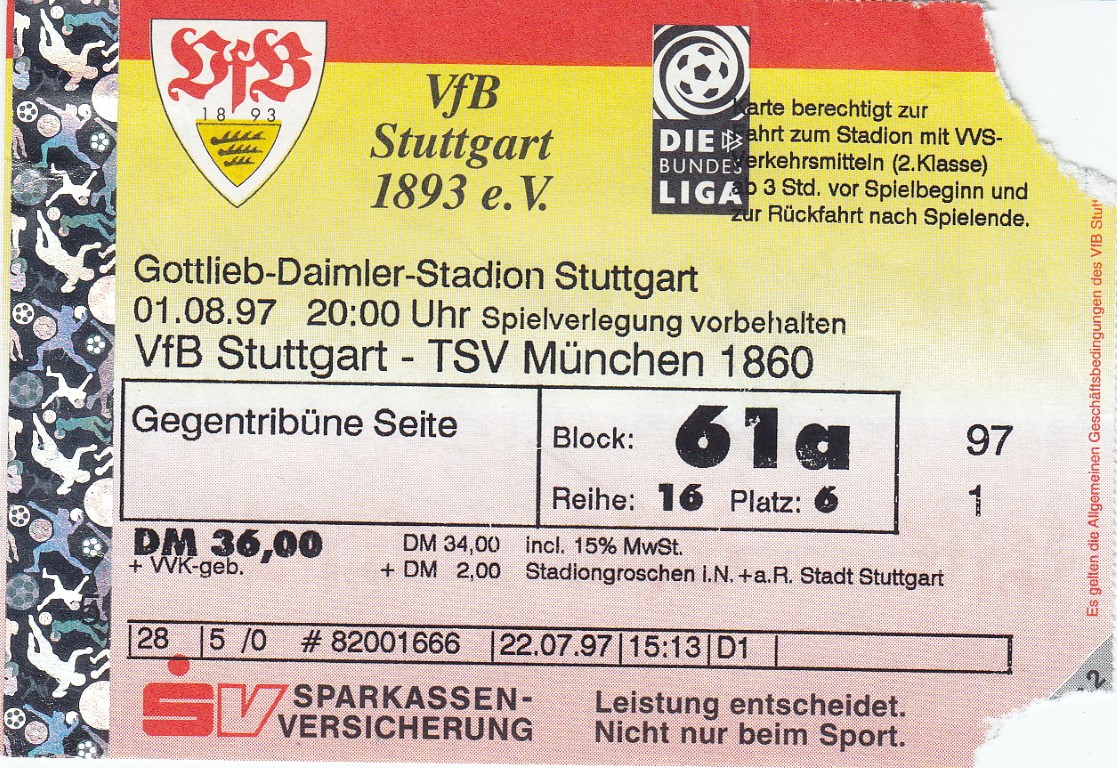 VfB
1893
VfB
Stuttgart
1893 e.V.
DIE
BUNDES
LIGA
Karte berechtigt zur
Fahrt zum Stadion mit VVS-
Verkehrsmitteln (2.Klasse)
ab 3 Std. vor Spielbeginn und
zur Rückfahrt nach Spielende.
Gottlieb-Daimler-Stadion Stuttgart
01.08.97 20:00 Uhr Spielverlegung vorbehalten
VfB Stuttgart - TSV München 1860
Gegentribüne Seite
Block: 61a
97
Reihe: 16 Platz: 6
1
DM 36,00 DM 34,00 incl. 15% MwSt.
+ VVK-geb. + DM 2,00 Stadiongroschen i.N.+a.R. Stadt Stuttgart
28 5 /0 # 82001666 22.07.97 15:13 D1
SV SPARKASSEN-
VERSICHERUNG
Leistung entscheidet.
Nicht nur beim Sport.
Es gelten die Allgemeinen Geschäftsbedingungen des VfB Stutt